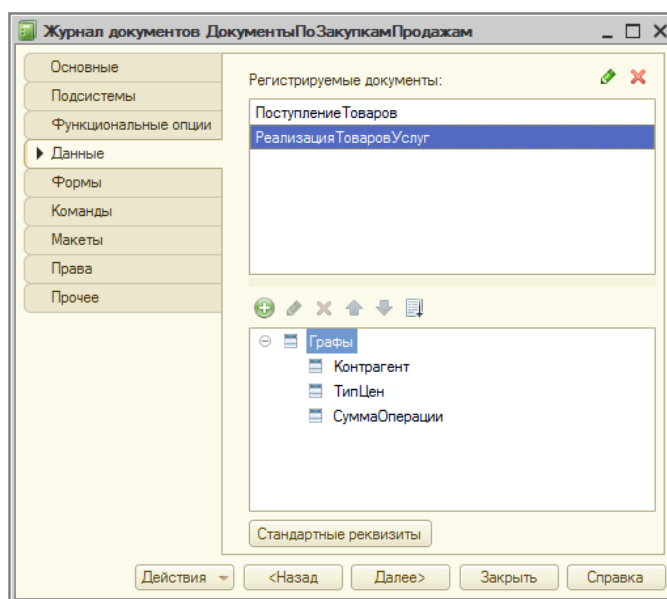 Журнал документов ДокументыПоЗакупкамПродажам
Основные
Подсистемы
Функциональные опции
Данные
Формы
Команды
Макеты
Права
Прочее
Регистрируемые документы:
ПоступлениеТоваров
РеализацияТоваровУслуг
Графы
Контрагент
ТипЦен
СуммаОперации
Стандартные реквизиты
Действия
<Назад
Далее>
Закрыть
Справка